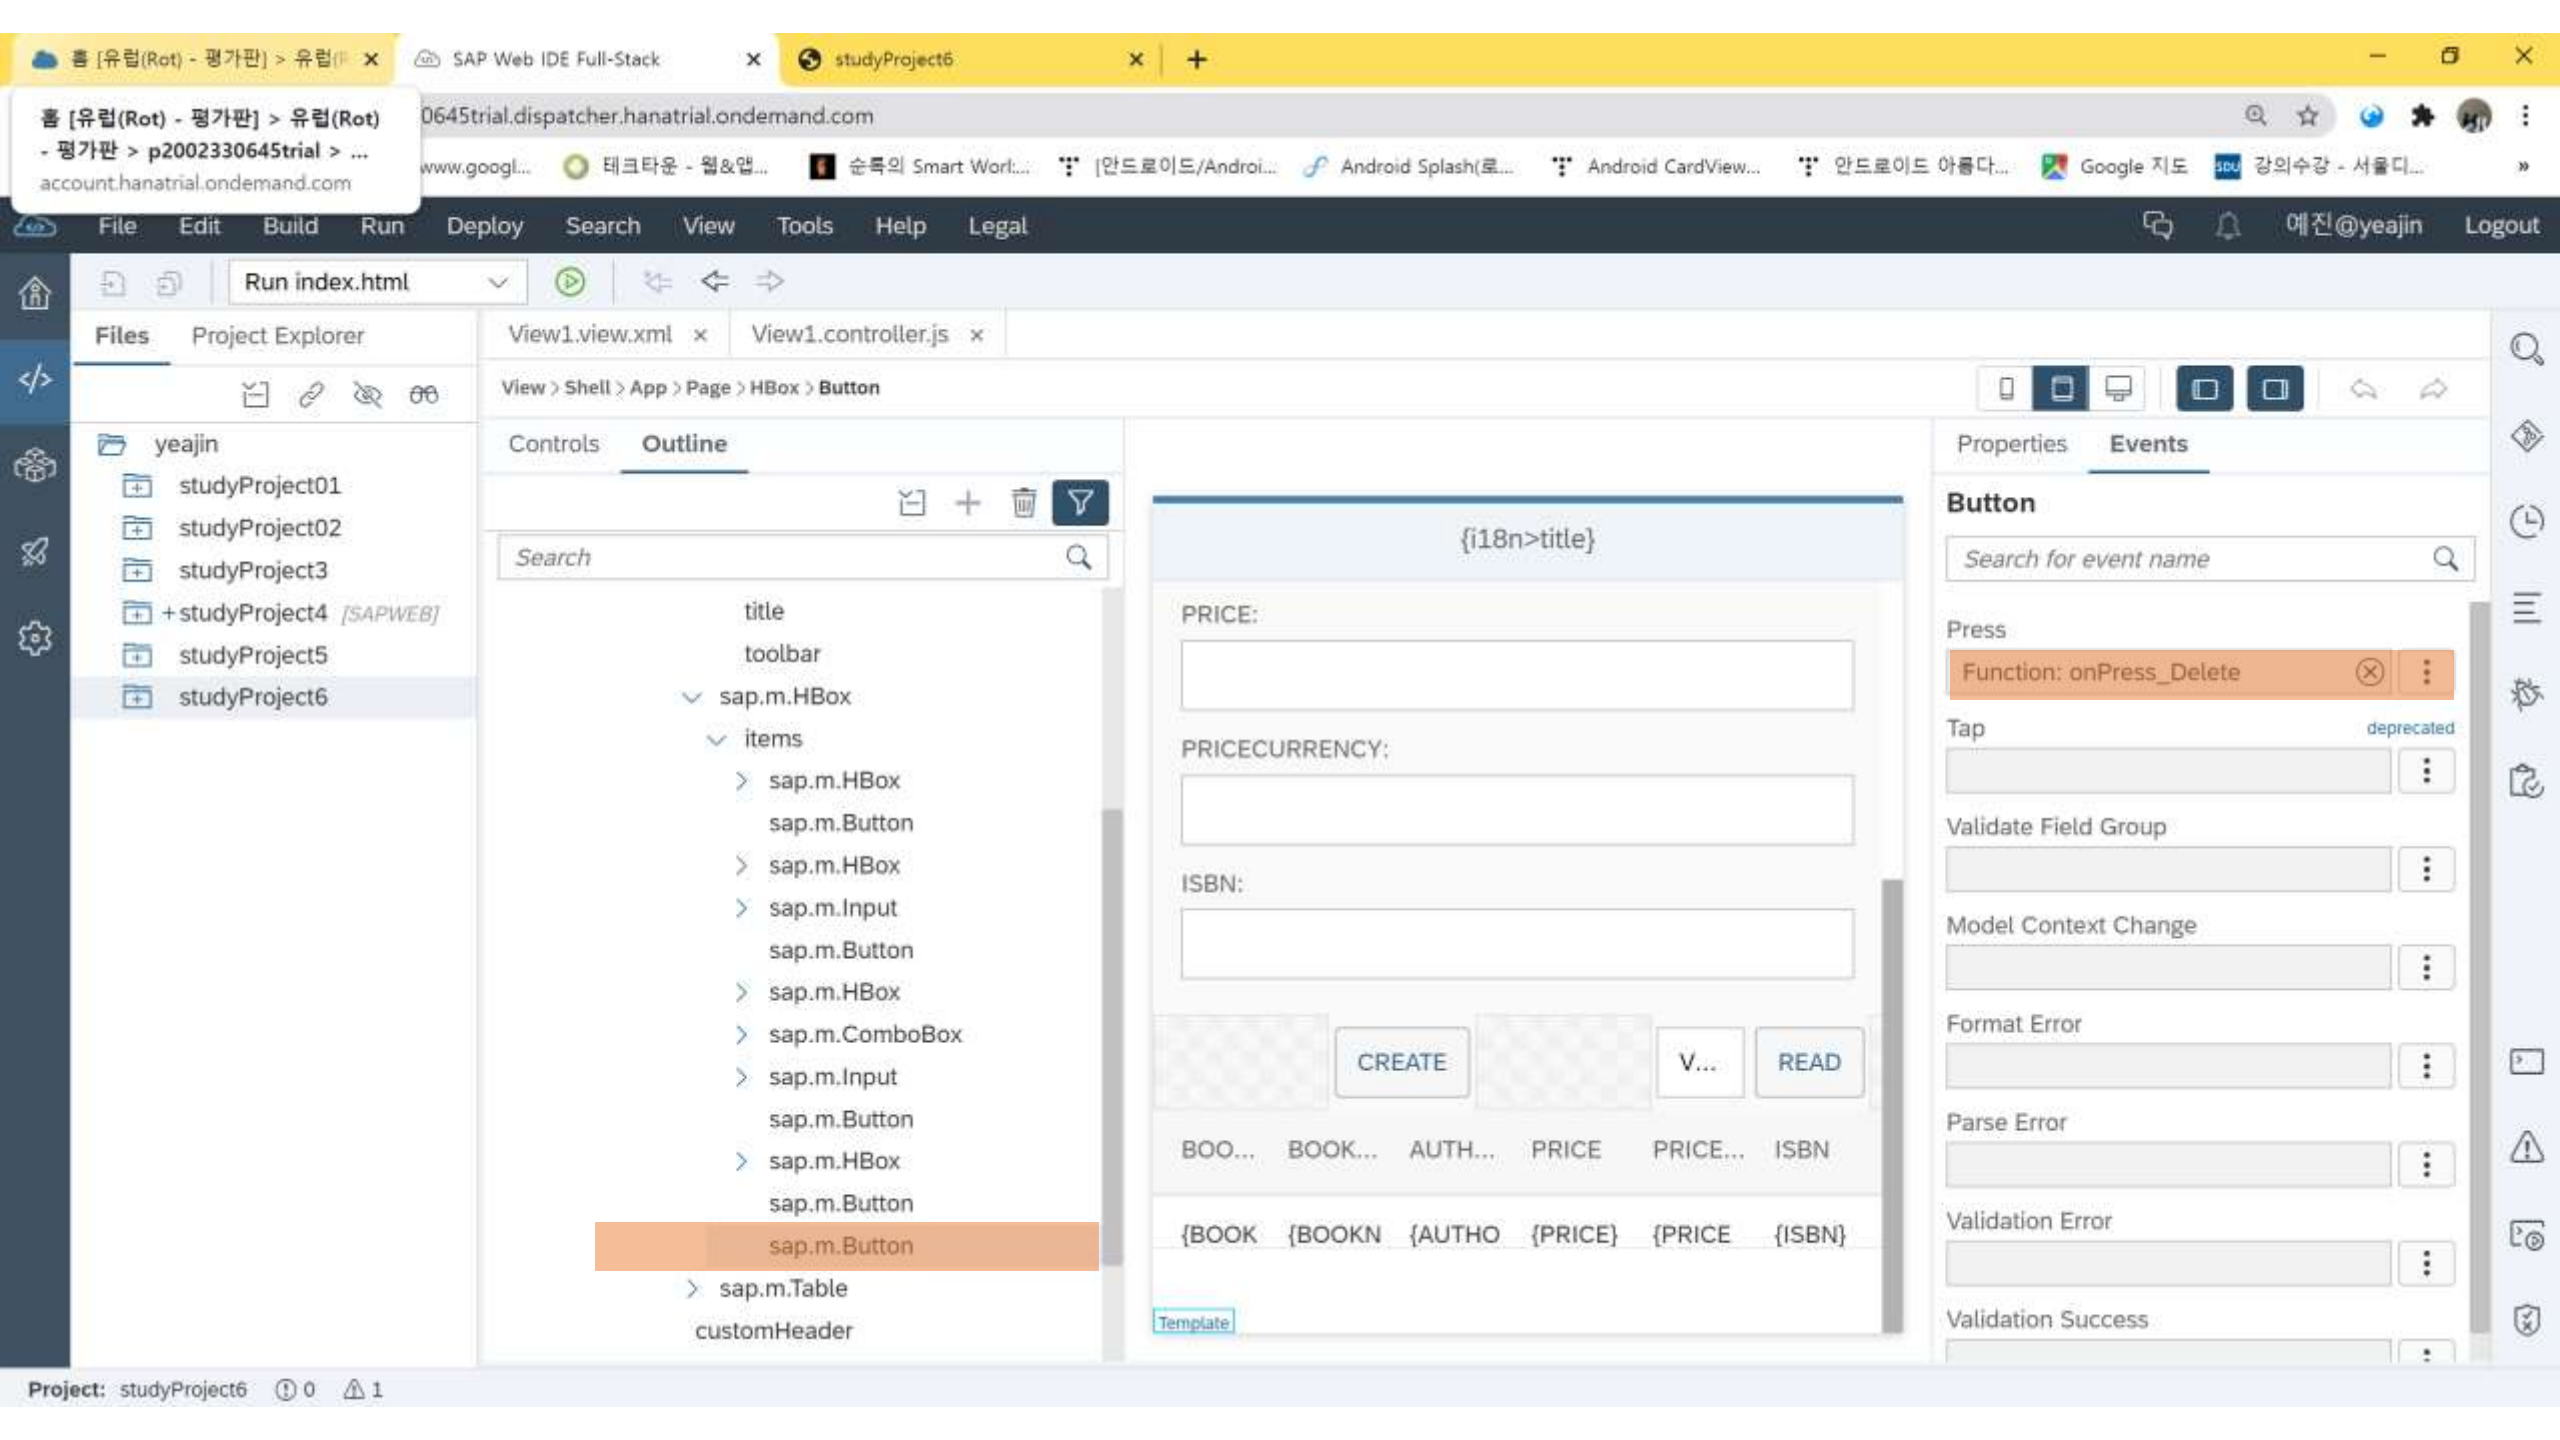 홈 [유럽(Rot) - 평가판] > 유럽(R
SAP Web IDE Full-Stack
studyProject6
홈 [유럽(Rot) - 평가판] > 유럽(Rot)
- 평가판 > p2002330645trial > ...
account.hanatrial.ondemand.com
0645trial.dispatcher.hanatrial.ondemand.com
www.googl...
테크타운 - 웹&앱...
순록의 Smart Worl:...
[안드로이드/Androi...
Android Splash(로...
Android CardView...
안드로이드 아름다...
Google 지도
SDU 강의수강 - 서울디...
File Edit Build Run Deploy Search View Tools Help Legal
예진@yeajin Logout
Run index.html
Files Project Explorer
View1.view.xml × View1.controller.js ×
View > Shell > App > Page > HBox > Button
yeajin
studyProject01
studyProject02
studyProject3
+ studyProject4 [SAPWEB]
studyProject5
studyProject6
Controls Outline
Search
title
toolbar
sap.m.HBox
items
sap.m.HBox
sap.m.Button
sap.m.HBox
sap.m.Input
sap.m.Button
sap.m.HBox
sap.m.ComboBox
sap.m.Input
sap.m.Button
sap.m.HBox
sap.m.Button
sap.m.Button
sap.m.Table
customHeader
{i18n>title}
PRICE:
PRICECURRENCY:
ISBN:
CREATE V... READ
BOO... BOOK... AUTH... PRICE PRICE... ISBN
{BOOK {BOOKN {AUTHO {PRICE} {PRICE {ISBN}
Template
Properties Events
Button
Search for event name
Press
Function: onPress_Delete
Tap deprecated
Validate Field Group
Model Context Change
Format Error
Parse Error
Validation Error
Validation Success
Project: studyProject6 0 1